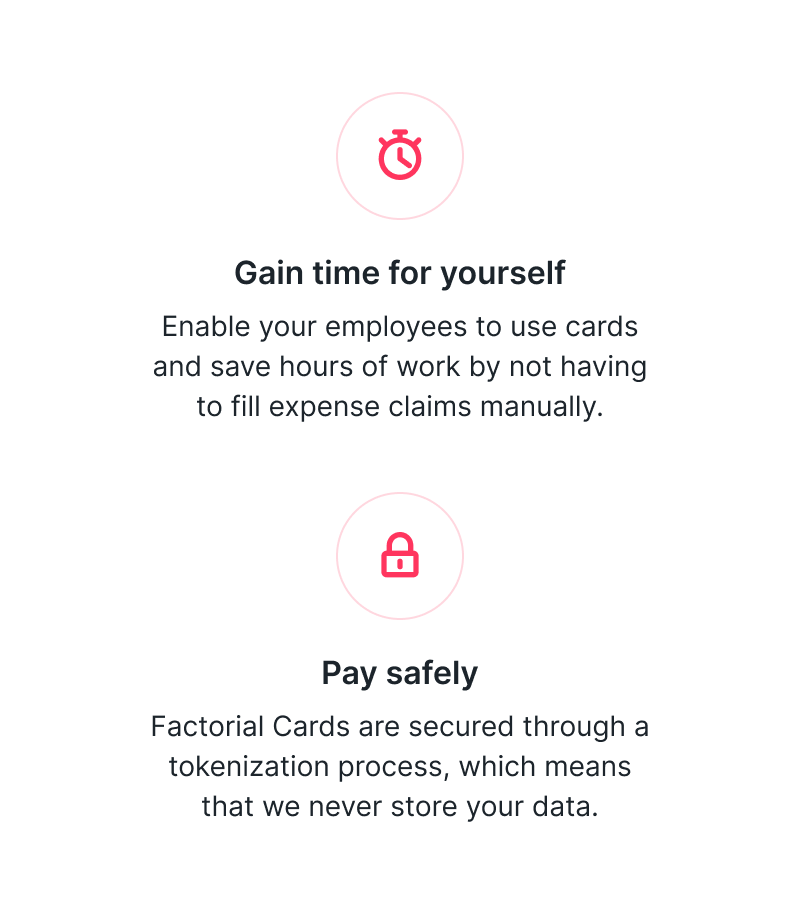 Gain time for yourself
Enable your employees to use cards
and save hours of work by not having
to fill expense claims manually.
Pay safely
Factorial Cards are secured through a
tokenization process, which means
that we never store your data.